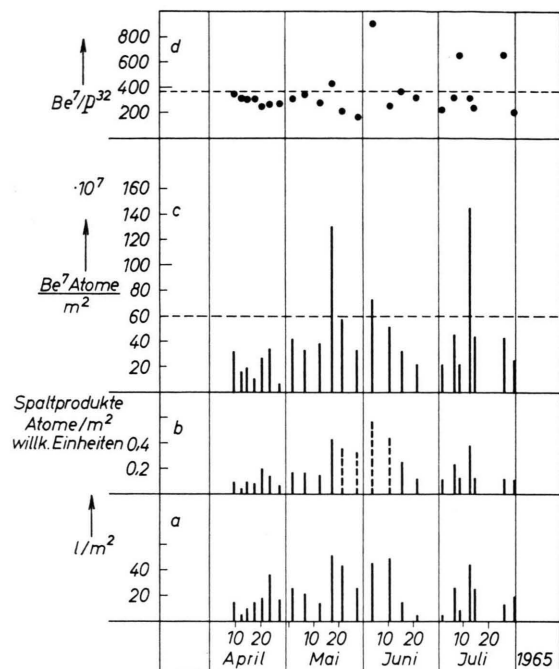 d
800
600
400
200
Be⁷/P³²
·10⁷
c
160
140
120
100
80
60
40
20
Be⁷Atome
m²
Spaltprodukte
Atome/m²
willk. Einheiten
b
0,4
0,2
a
l/m²
40
20
10 20 10 20 10 20 10 20
April Mai Juni Juli 1965